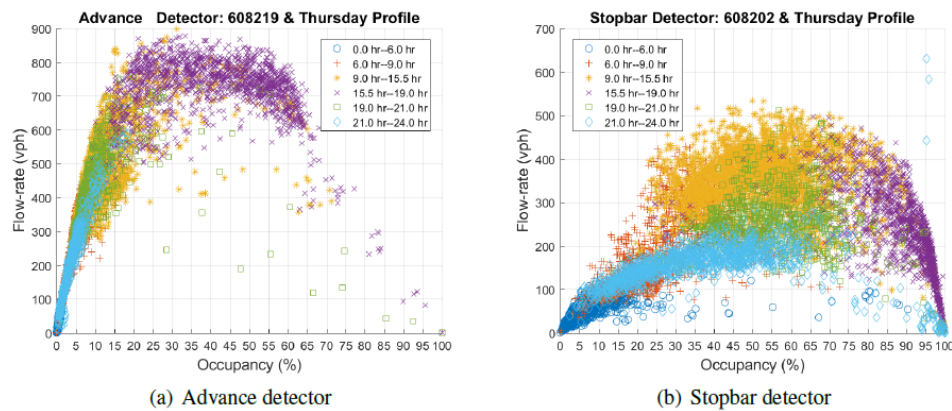 Advance Detector: 608219 & Thursday Profile
900
800
700
600
500
400
300
200
100
0
Flow-rate (vph)
0.0 hr--6.0 hr
6.0 hr--9.0 hr
9.0 hr--15.5 hr
15.5 hr--19.0 hr
19.0 hr--21.0 hr
21.0 hr--24.0 hr
0 5 10 15 20 25 30 35 40 45 50 55 60 65 70 75 80 85 90 95 100
Occupancy (%)
(a) Advance detector
Stopbar Detector: 608202 & Thursday Profile
700
600
500
400
300
200
100
0
Flow-rate (vph)
0.0 hr--6.0 hr
6.0 hr--9.0 hr
9.0 hr--15.5 hr
15.5 hr--19.0 hr
19.0 hr--21.0 hr
21.0 hr--24.0 hr
0 5 10 15 20 25 30 35 40 45 50 55 60 65 70 75 80 85 90 95 100
Occupancy (%)
(b) Stopbar detector